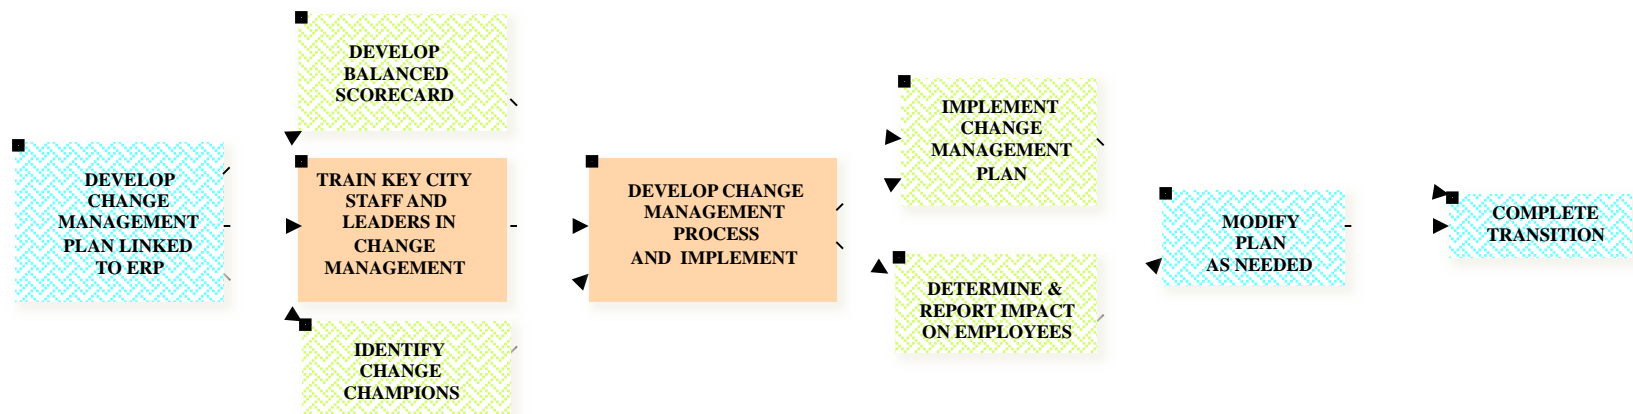 DEVELOP
CHANGE
MANAGEMENT
PLAN LINKED
TO ERP
DEVELOP
BALANCED
SCORECARD
TRAIN KEY CITY
STAFF AND
LEADERS IN
CHANGE
MANAGEMENT
IDENTIFY
CHANGE
CHAMPIONS
DEVELOP CHANGE
MANAGEMENT
PROCESS
AND IMPLEMENT
IMPLEMENT
CHANGE
MANAGEMENT
PLAN
DETERMINE &
REPORT IMPACT
ON EMPLOYEES
MODIFY
PLAN
AS NEEDED
COMPLETE
TRANSITION